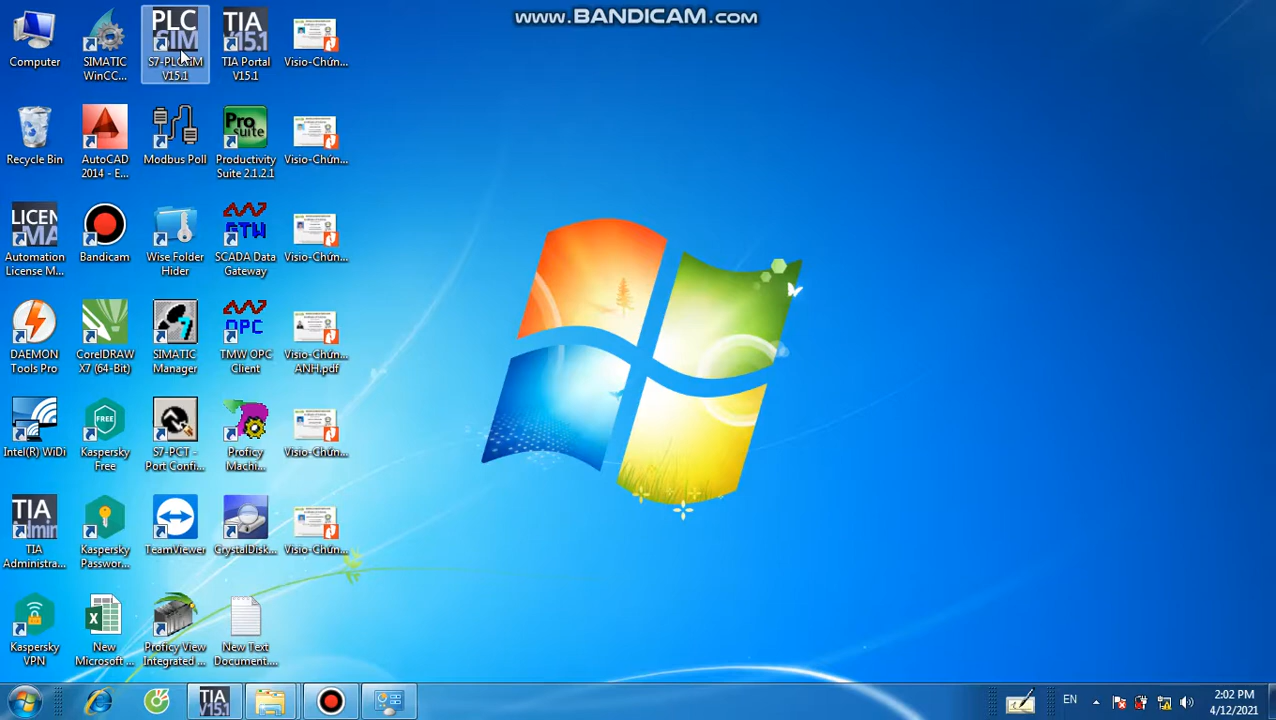 www.BANDICAM.com
Computer
SIMATIC
WinCC...
PLC
SIM
S7-PLCSIM
V15.1
TIA
V15.1
TIA Portal
V15.1
Visio-Chứn...
Recycle Bin
AutoCAD
2014 - E...
Modbus Poll
Pro
suite
Productivity
Suite 2.1.2.1
Visio-Chứn...
LICEN
Automation
License M...
Bandicam
Wise Folder
Hider
SCADA Data
Gateway
Visio-Chứn...
DAEMON
Tools Pro
CorelDRAW
X7 (64-Bit)
SIMATIC
Manager
OPC
TMW OPC
Client
Visio-Chứn...
ANH.pdf
Intel(R) WiDi
FREE
Kaspersky
Free
S7-PCT -
Port Confi...
Proficy
Machi...
Visio-Chứn...
TIA
TIA
Administra...
Kaspersky
Passwor...
TeamViewer
CrystalDisk...
Visio-Chứn...
Kaspersky
VPN
New
Microsoft ...
Proficy View
Integrated ...
New Text
Document....
TIA
V15.1
EN
2:02 PM
4/12/2021